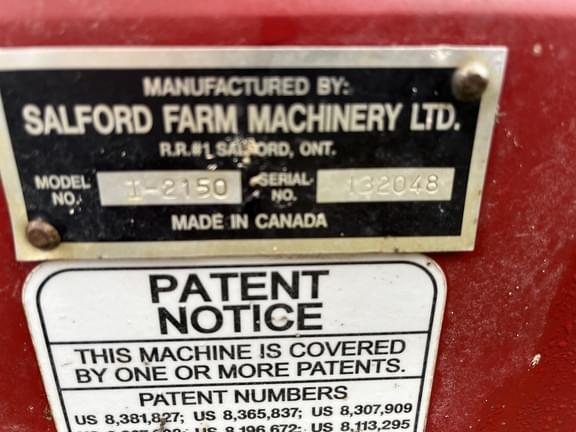 MANUFACTURED BY:
SALFORD FARM MACHINERY LTD.
R.R.#1 SALFORD, ONT.
MODEL NO. I-2150 SERIAL NO. 132048
MADE IN CANADA
PATENT
NOTICE
THIS MACHINE IS COVERED
BY ONE OR MORE PATENTS.
PATENT NUMBERS
US 8,381,827; US 8,365,837; US 8,307,909
US 8,196,672; US 8,113,295